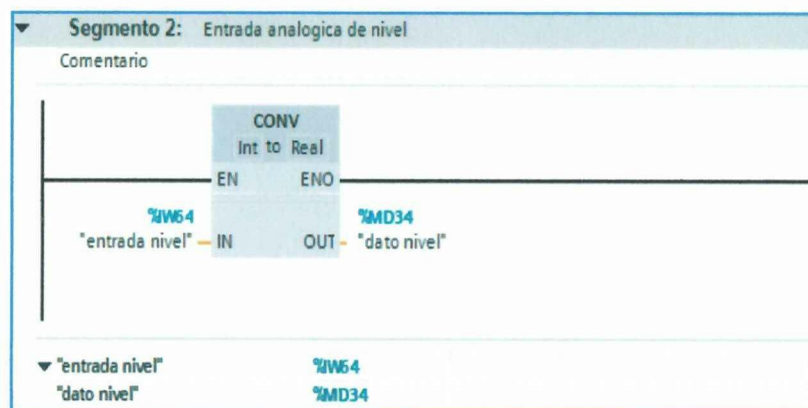 Segmento 2: Entrada analogica de nivel
Comentario
CONV
Int to Real
EN ENO
%IW64 %MD34
"entrada nivel" IN OUT "dato nivel"
"entrada nivel" %IW64
"dato nivel" %MD34